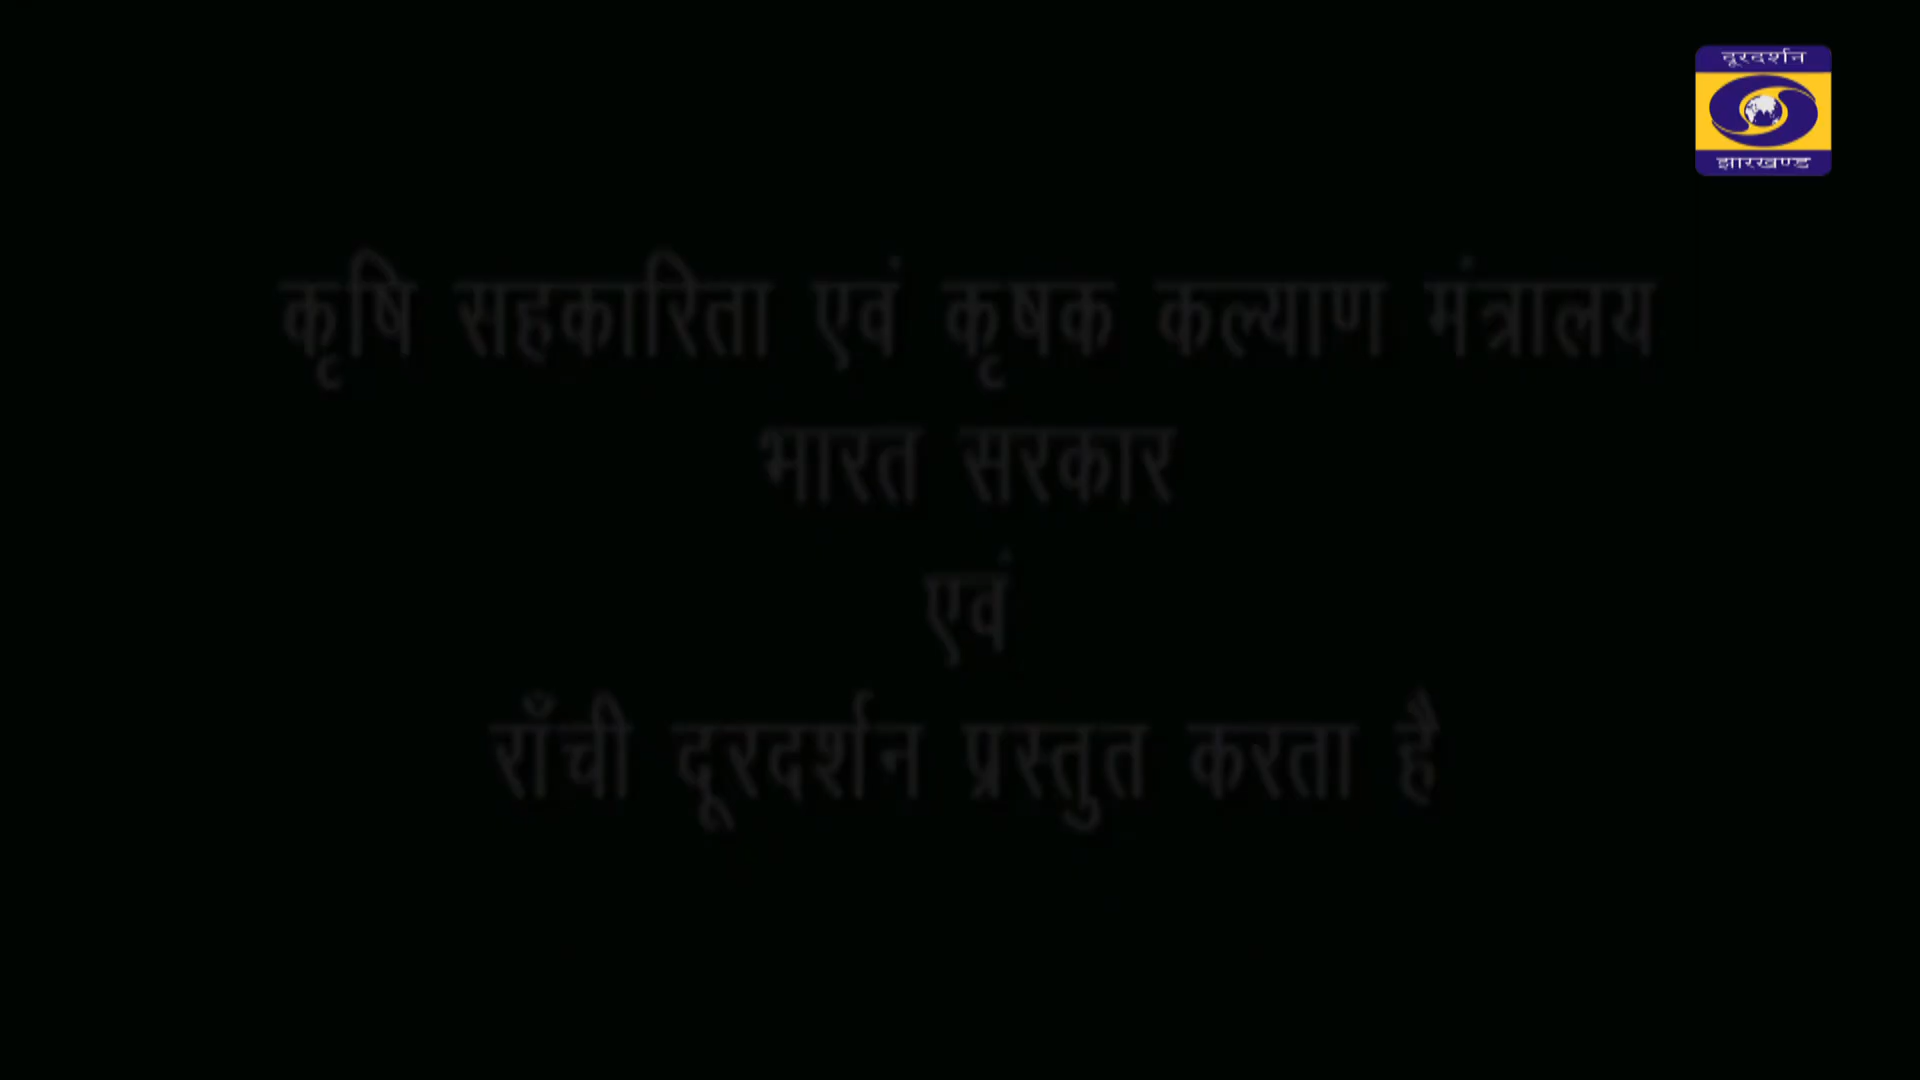 दूरदर्शन
झारखण्ड
कृषि सहकारिता एवं कृषक कल्याण मंत्रालय
भारत सरकार
एवं
राँची दूरदर्शन प्रस्तुत करता है